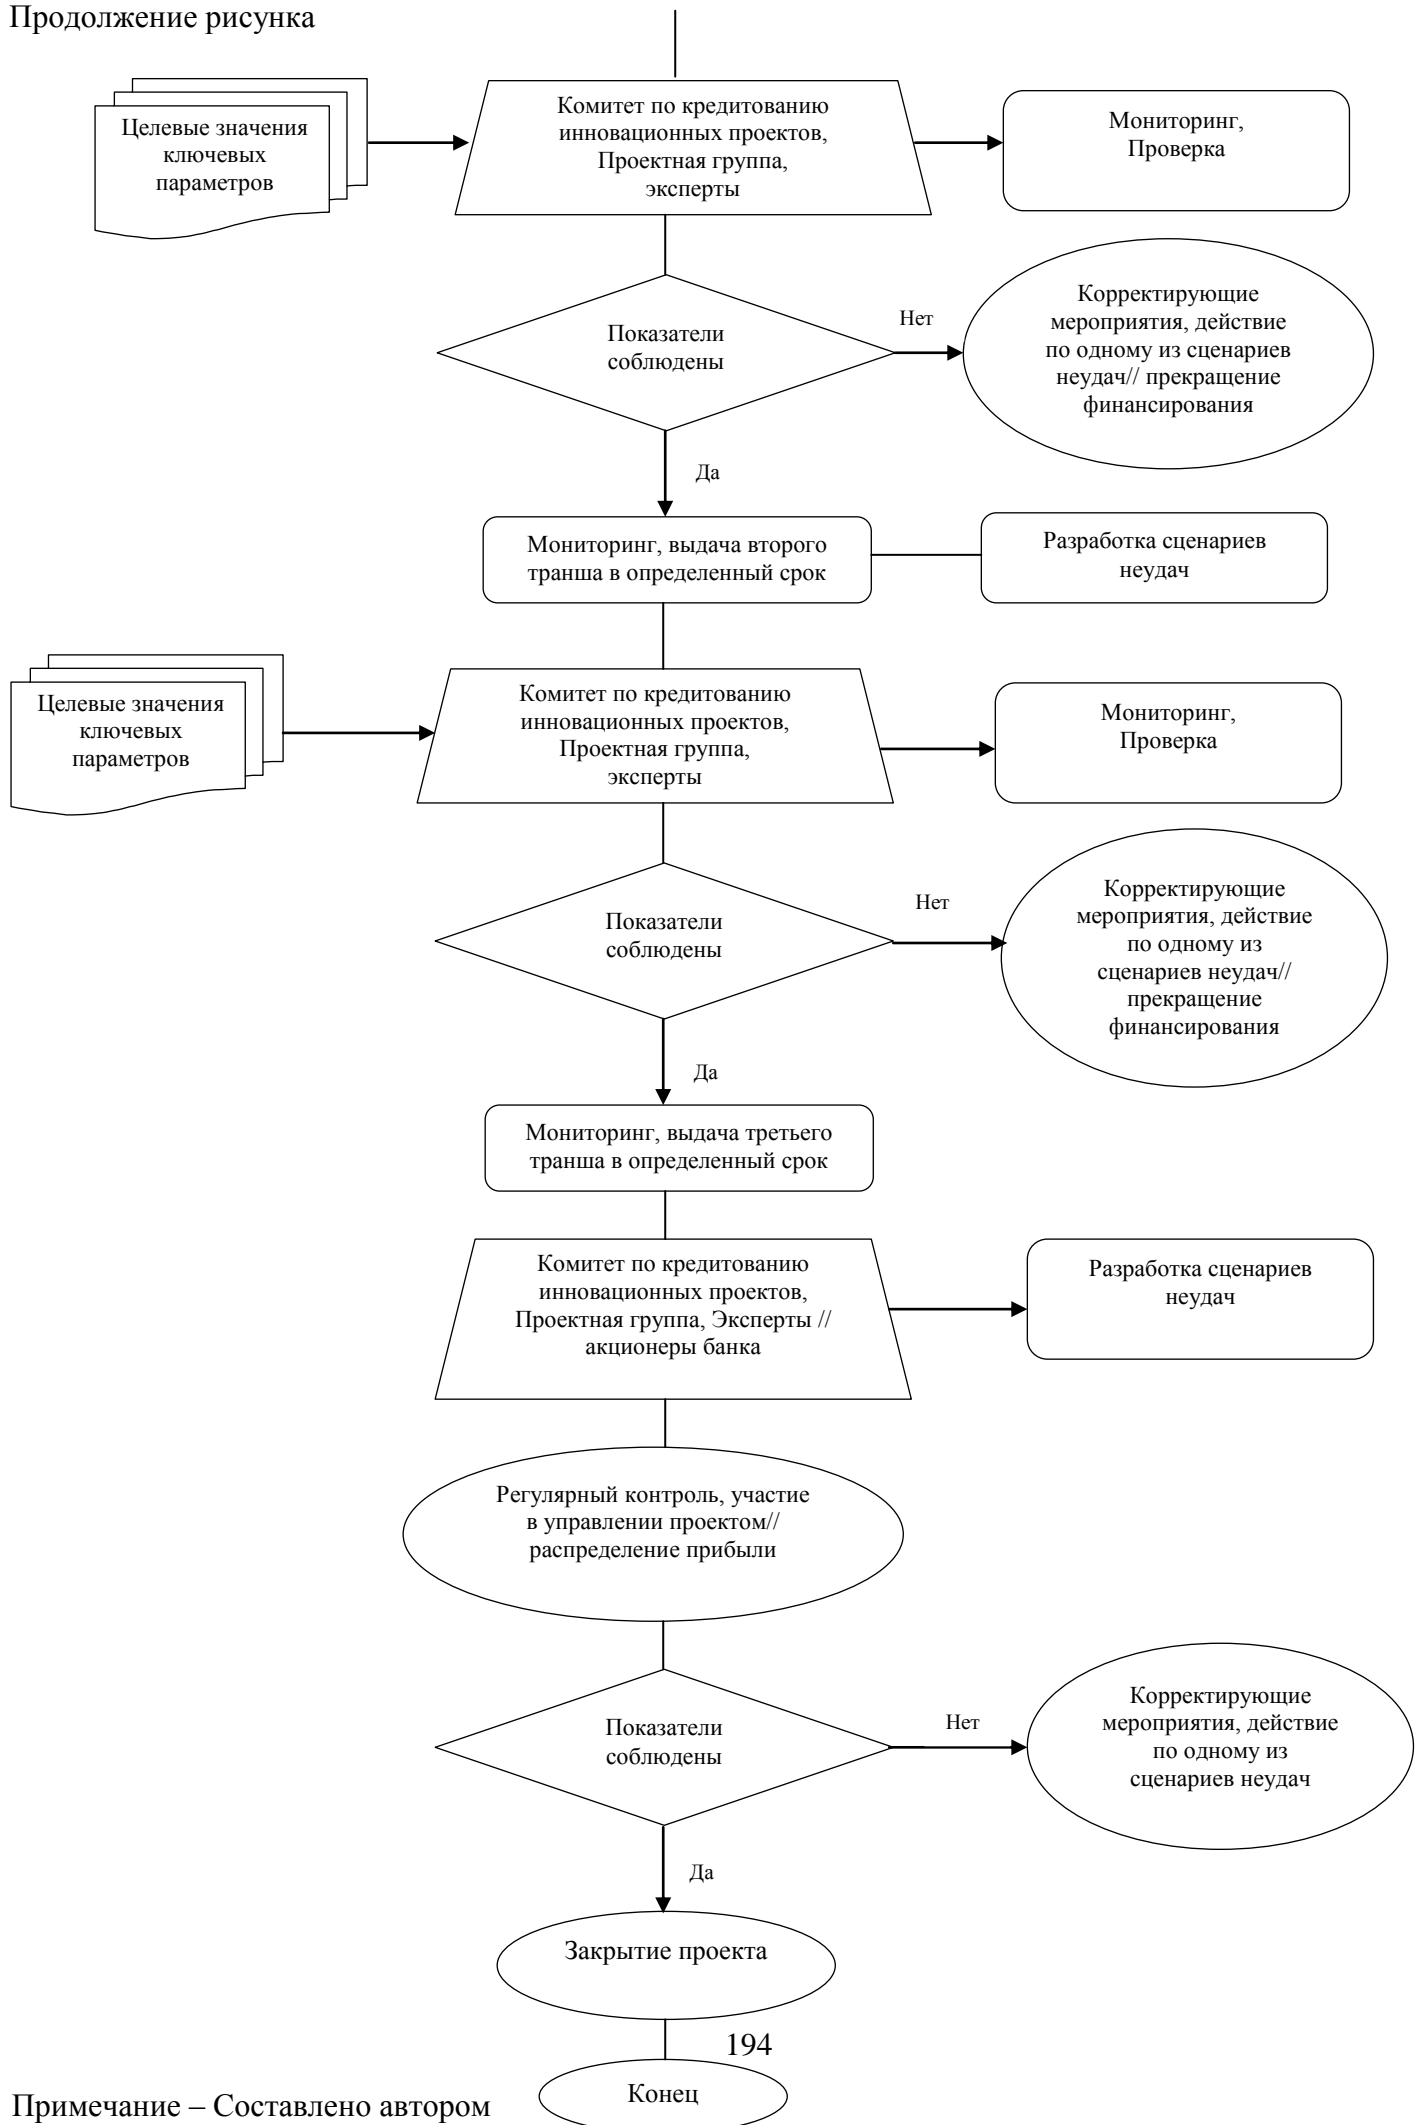 Продолжение рисунка
Целевые значения
ключевых
параметров
Комитет по кредитованию
инновационных проектов,
Проектная группа,
эксперты
Мониторинг,
Проверка
Показатели
соблюдены
Нет
Корректирующие
мероприятия, действие
по одному из сценариев
неудач// прекращение
финансирования
Да
Мониторинг, выдача второго
транша в определенный срок
Разработка сценариев
неудач
Целевые значения
ключевых
параметров
Комитет по кредитованию
инновационных проектов,
Проектная группа,
эксперты
Мониторинг,
Проверка
Показатели
соблюдены
Нет
Корректирующие
мероприятия, действие
по одному из
сценариев неудач//
прекращение
финансирования
Да
Мониторинг, выдача третьего
транша в определенный срок
Комитет по кредитованию
инновационных проектов,
Проектная группа, Эксперты //
акционеры банка
Разработка сценариев
неудач
Регулярный контроль, участие
в управлении проектом//
распределение прибыли
Показатели
соблюдены
Нет
Корректирующие
мероприятия, действие
по одному из
сценариев неудач
Да
Закрытие проекта
194
Конец
Примечание – Составлено автором